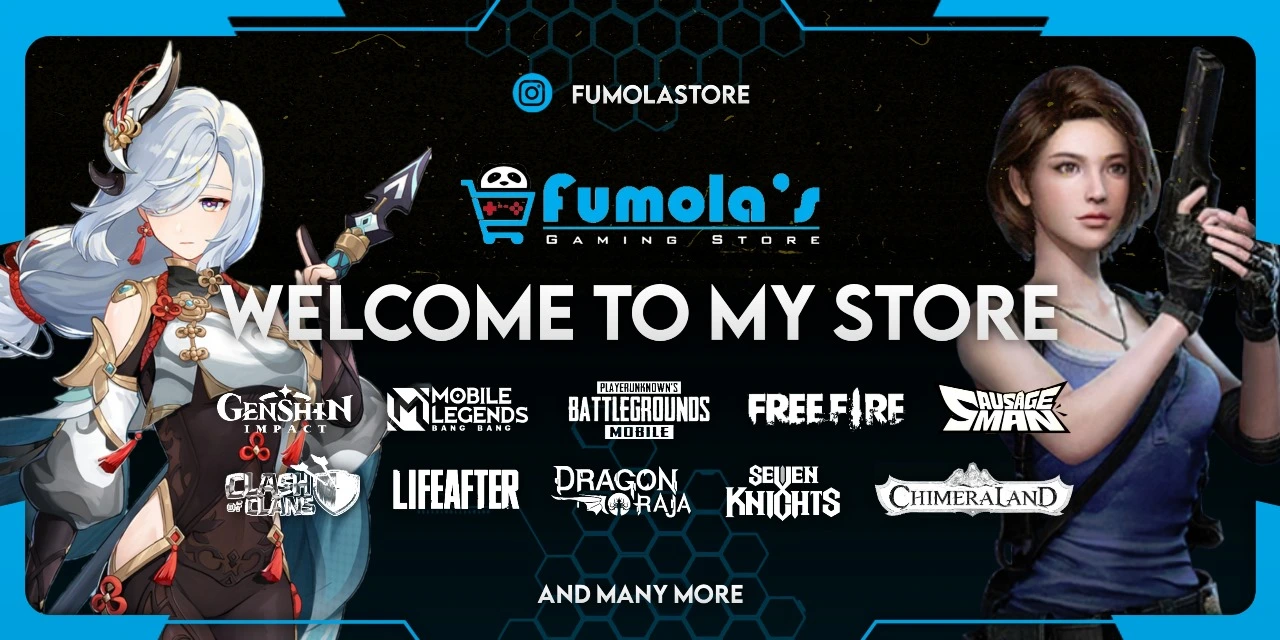 FUMOLASTORE
Fumola's
GAMING STORE
WELCOME TO MY STORE
GENSHIN IMPACT
MOBILE LEGENDS BANG BANG
PLAYERUNKNOWN'S BATTLEGROUNDS MOBILE
FREE FIRE
SAUSAGE MAN
CLASH OF CLANS
LIFEAFTER
DRAGON RAJA
SEVEN KNIGHTS
CHIMERALAND
AND MANY MORE